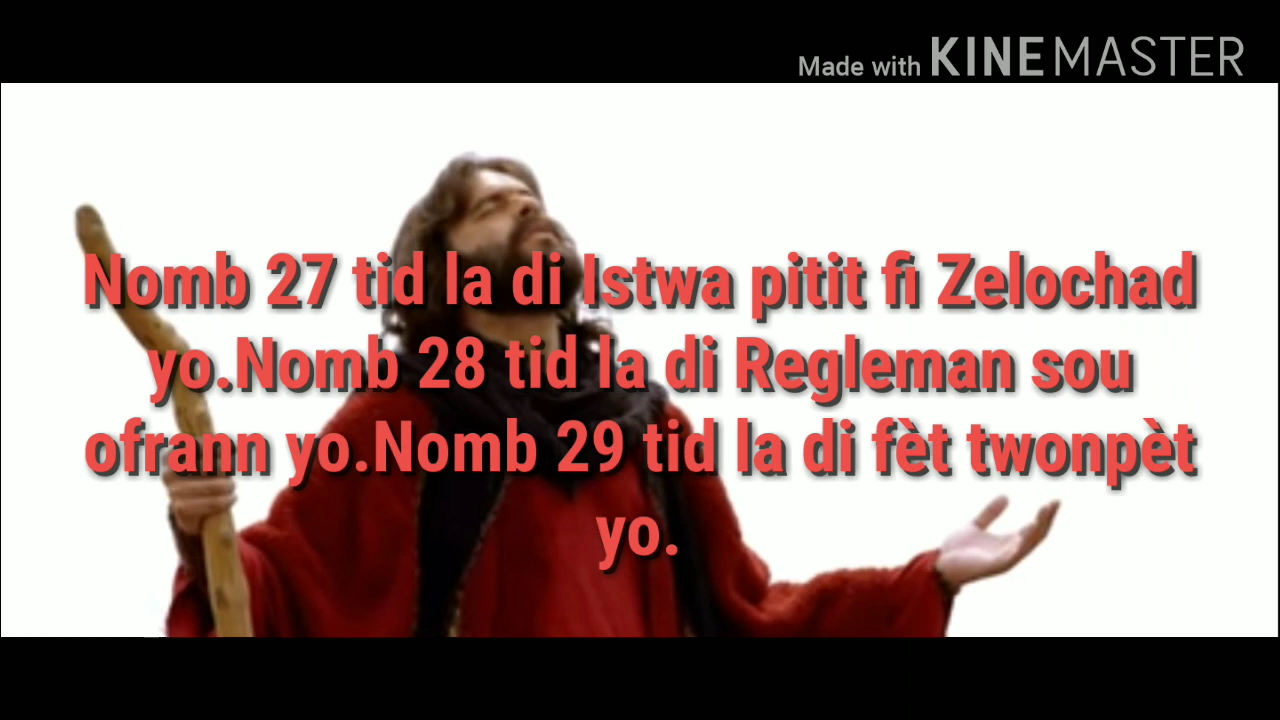 Made with KINEMASTER
Nomb 27 tid la di Istwa pitit fi Zelochad
yo.Nomb 28 tid la di Regleman sou
ofrann yo.Nomb 29 tid la di fèt twonpèt
yo.